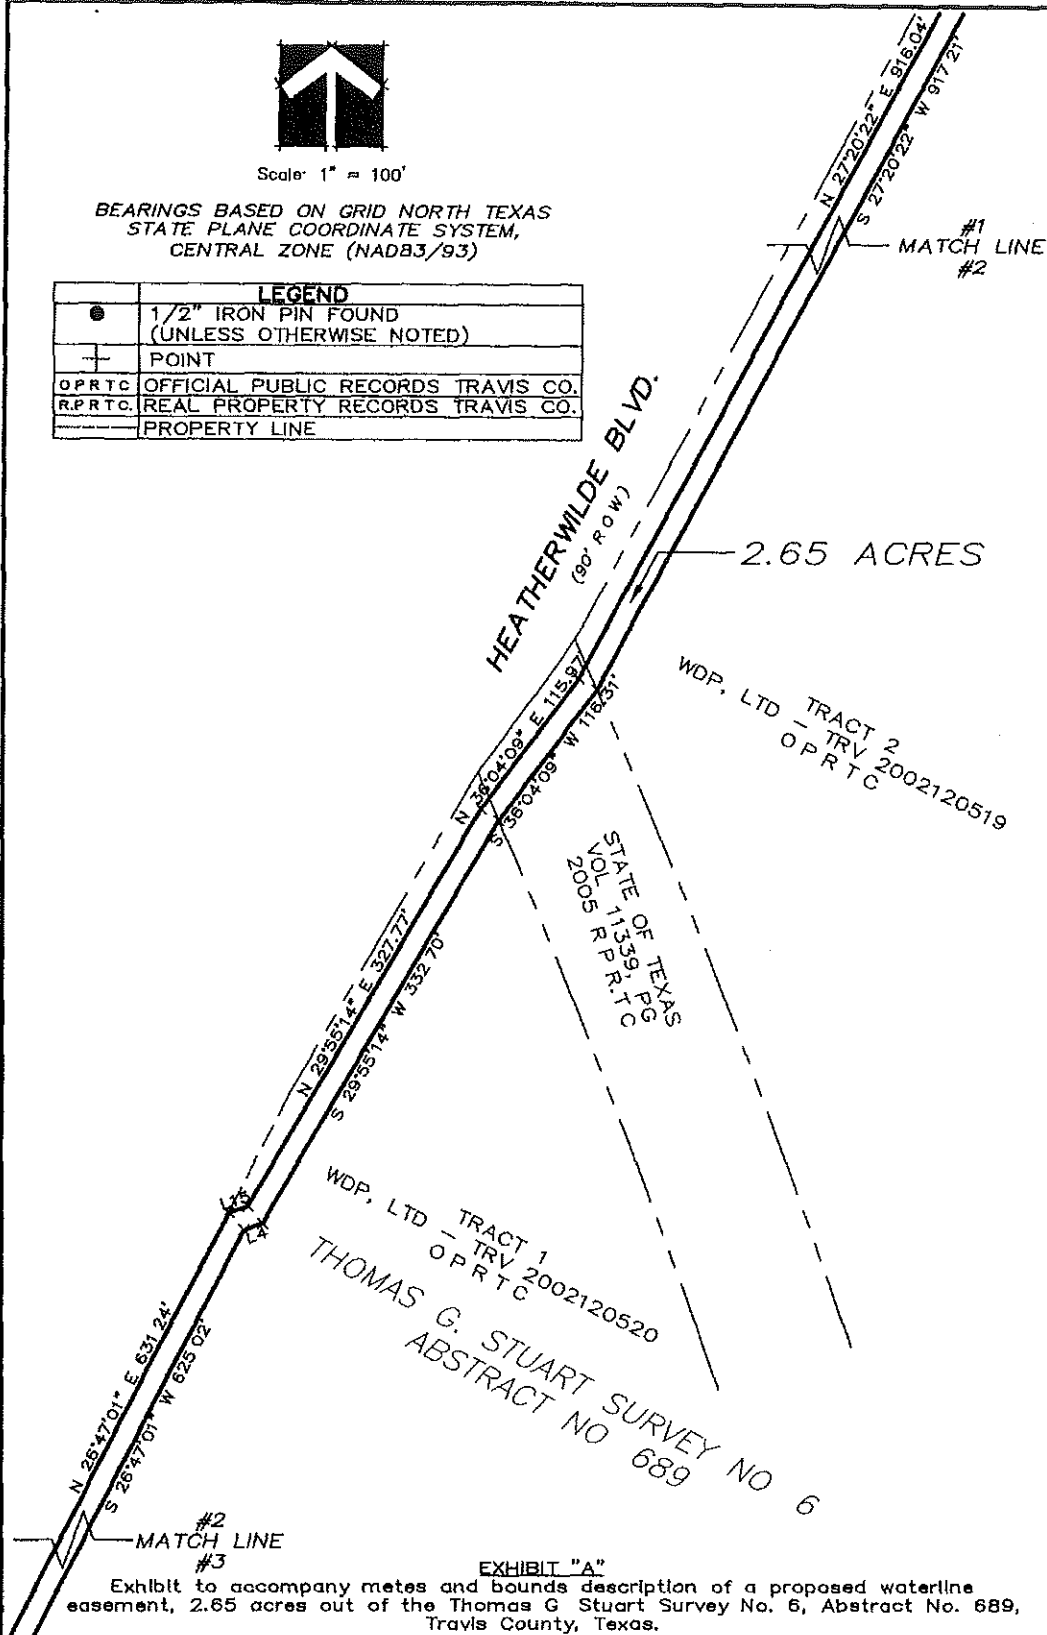 Scale: 1" = 100'
BEARINGS BASED ON GRID NORTH TEXAS
STATE PLANE COORDINATE SYSTEM,
CENTRAL ZONE (NAD83/93)
LEGEND
1/2" IRON PIN FOUND
(UNLESS OTHERWISE NOTED)
POINT
O P R T C OFFICIAL PUBLIC RECORDS TRAVIS CO.
R.P R T C. REAL PROPERTY RECORDS TRAVIS CO.
PROPERTY LINE
N 27°20'22" E 916.04'
S 27°20'22" W 917 21'
#1
MATCH LINE
#2
HEATHERWILDE BLVD.
(90' R O W)
2.65 ACRES
N 36°04'09" E 115.97'
S 36°04'09" W 116.31'
TRACT 2
WDP, LTD – TRV 2002120519
O P R T C
STATE OF TEXAS
VOL 11339, PG
2005 R P R.T C
N 29°55'14" E 327.77'
S 29°55'14" W 332 70'
L15
L4
TRACT 1
WDP, LTD – TRV 2002120520
O P R T C
THOMAS G. STUART SURVEY NO 6
ABSTRACT NO 689
N 26°47'01" E 631 24'
S 26°47'01" W 625 02'
#2
MATCH LINE
#3
EXHIBIT "A"
Exhibit to accompany metes and bounds description of a proposed waterline
easement, 2.65 acres out of the Thomas G Stuart Survey No. 6, Abstract No. 689,
Travis County, Texas.